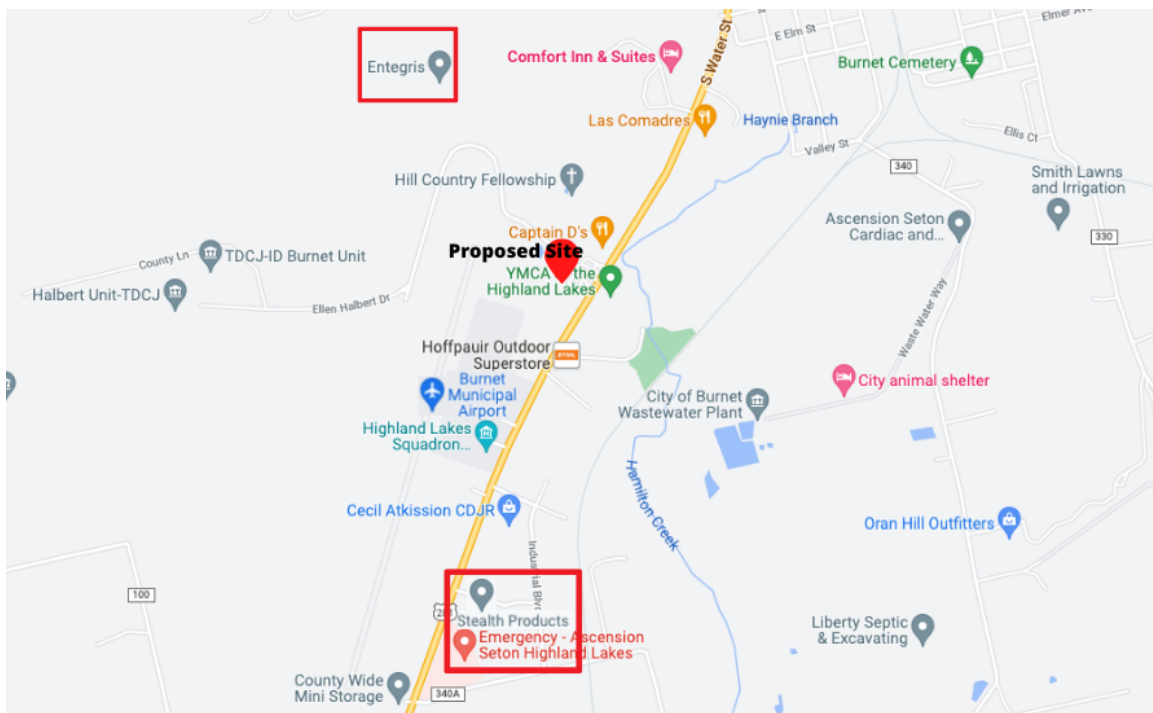 Elmer Ave
E Elm St
S Water St
Comfort Inn & Suites
Burnet Cemetery
Entegris
Las Comadres
Haynie Branch
Ellis Ct
Valley St
340
Hill Country Fellowship
Smith Lawns
and Irrigation
Ascension Seton
Cardiac and...
Captain D's
Proposed Site
330
County Ln
TDCJ-ID Burnet Unit
YMCA
the
Highland Lakes
Halbert Unit-TDCJ
Ellen Halbert Dr
Waste Water Way
Hoffpauir Outdoor
Superstore
STIHL
Burnet
Municipal
Airport
City animal shelter
City of Burnet
Wastewater Plant
Highland Lakes
Squadron...
Hamilton Creek
Cecil Atkission CDJR
Oran Hill Outfitters
Industrial Blvd
100
281
Stealth Products
Liberty Septic
& Excavating
Emergency - Ascension
Seton Highland Lakes
County Wide
Mini Storage
340A